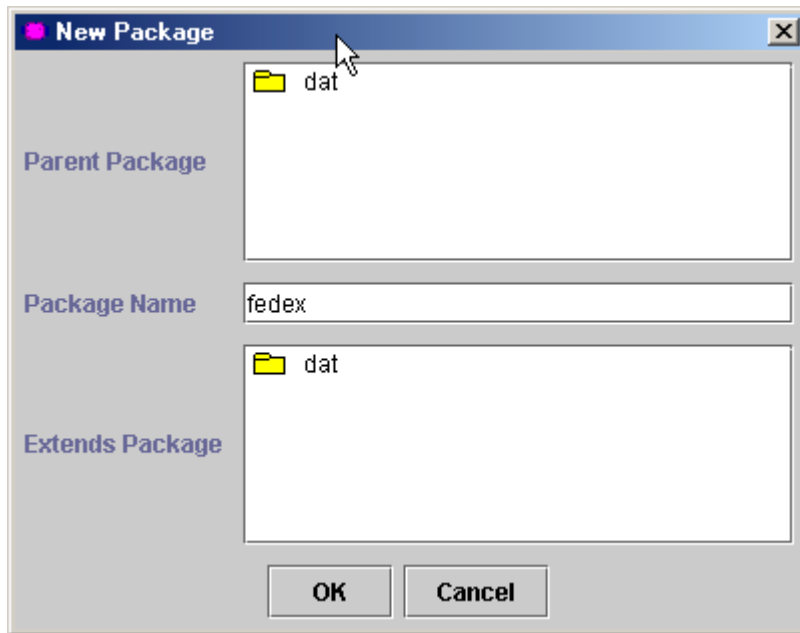 New Package
dat
Parent Package
Package Name
fedex
dat
Extends Package
OK
Cancel